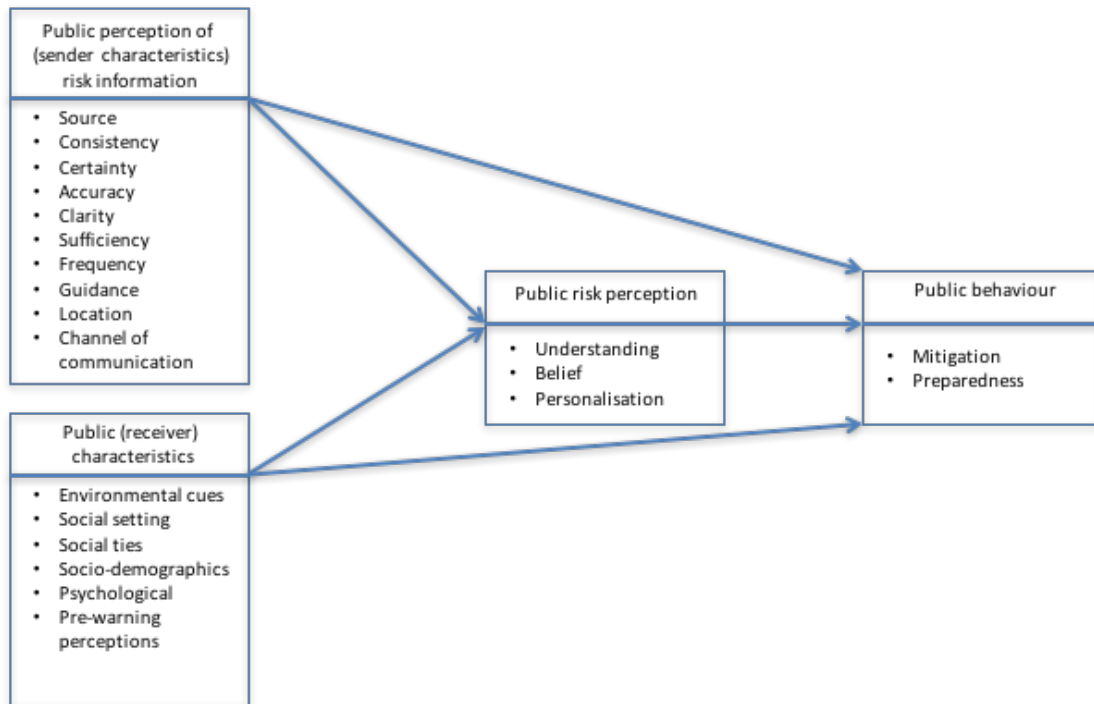 Public perception of
(sender characteristics)
risk information
• Source
• Consistency
• Certainty
• Accuracy
• Clarity
• Sufficiency
• Frequency
• Guidance
• Location
• Channel of
communication
Public (receiver)
characteristics
• Environmental cues
• Social setting
• Social ties
• Socio-demographics
• Psychological
• Pre-warning
perceptions
Public risk perception
• Understanding
• Belief
• Personalisation
Public behaviour
• Mitigation
• Preparedness